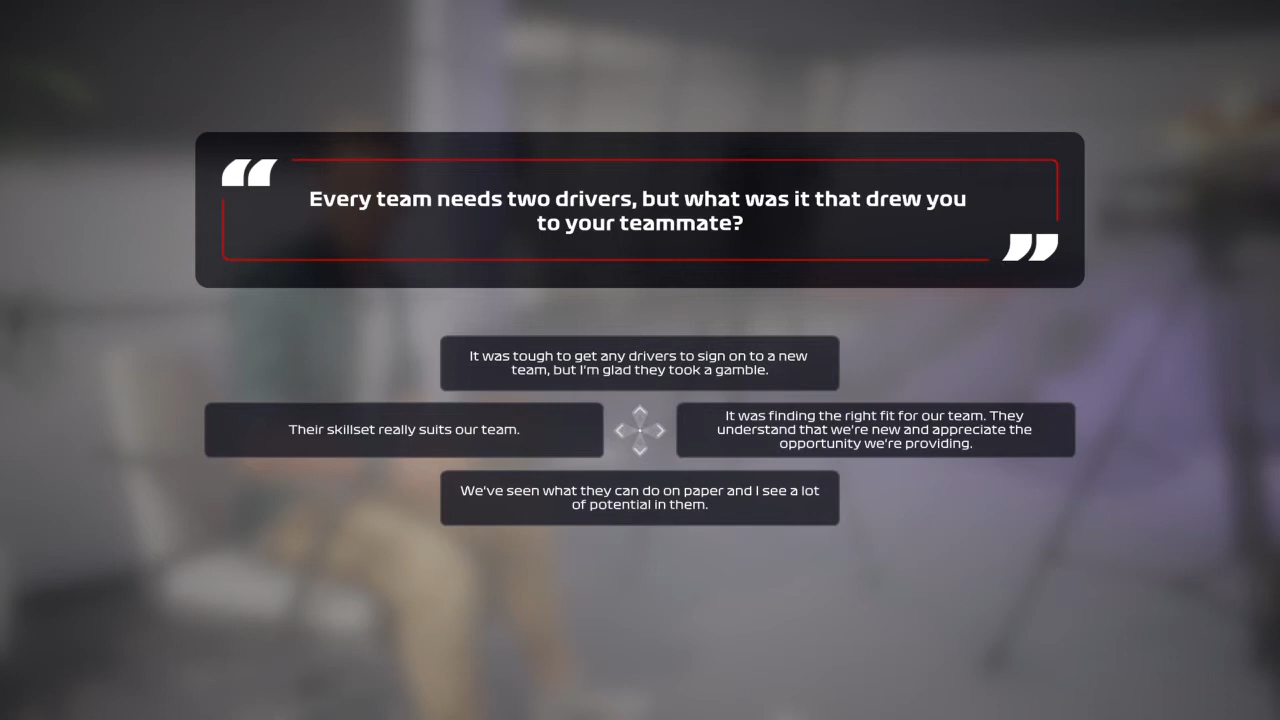 Every team needs two drivers, but what was it that drew you
to your teammate?
It was tough to get any drivers to sign on to a new
team, but I'm glad they took a gamble.
Their skillset really suits our team.
It was finding the right fit for our team. They
understand that we're new and appreciate the
opportunity we're providing.
We've seen what they can do on paper and I see a lot
of potential in them.